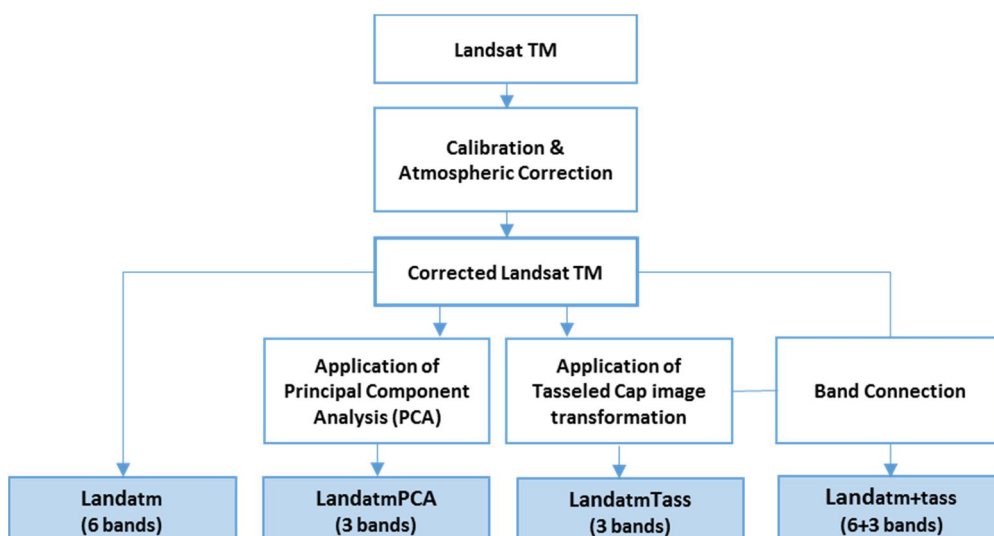 Landsat TM
Calibration &
Atmospheric Correction
Corrected Landsat TM
Application of
Principal Component
Analysis (PCA)
Application of
Tasseled Cap image
transformation
Band Connection
Landatm
(6 bands)
LandatmPCA
(3 bands)
LandatmTass
(3 bands)
Landatm+tass
(6+3 bands)